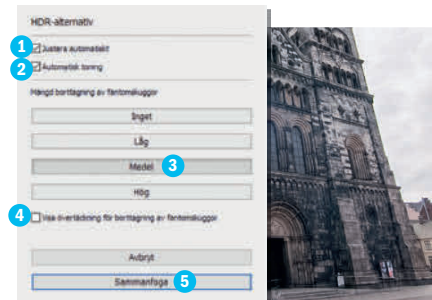 HDR-alternativ
1 Justera automatiskt
2 Automatisk toning
Mängd borttagning av fantomskuggor
Inget
Låg
Medel 3
Hög
4 Visa övertäckning för borttagning av fantomskuggor
Avbryt
Sammanfoga 5